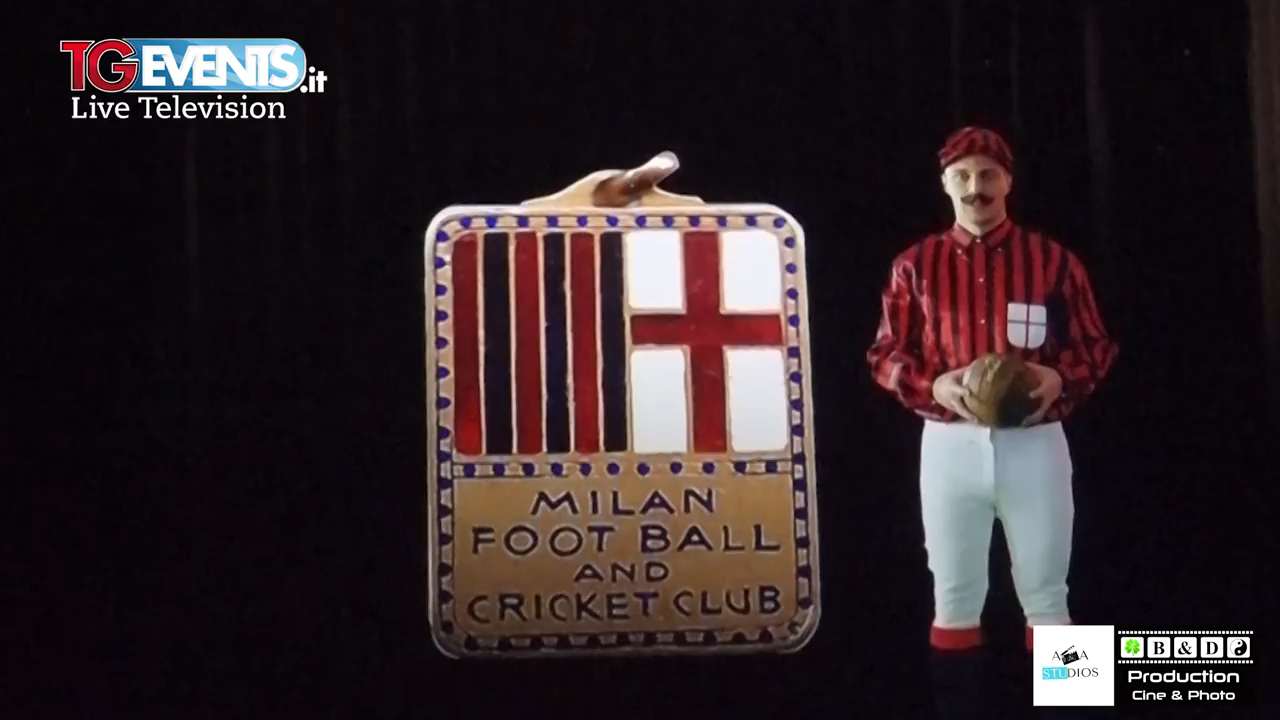 TGEVENTS.it
Live Television
MILAN
FOOT BALL
AND
CRICKET CLUB
STUDIOS
B & D
Production
Cine & Photo